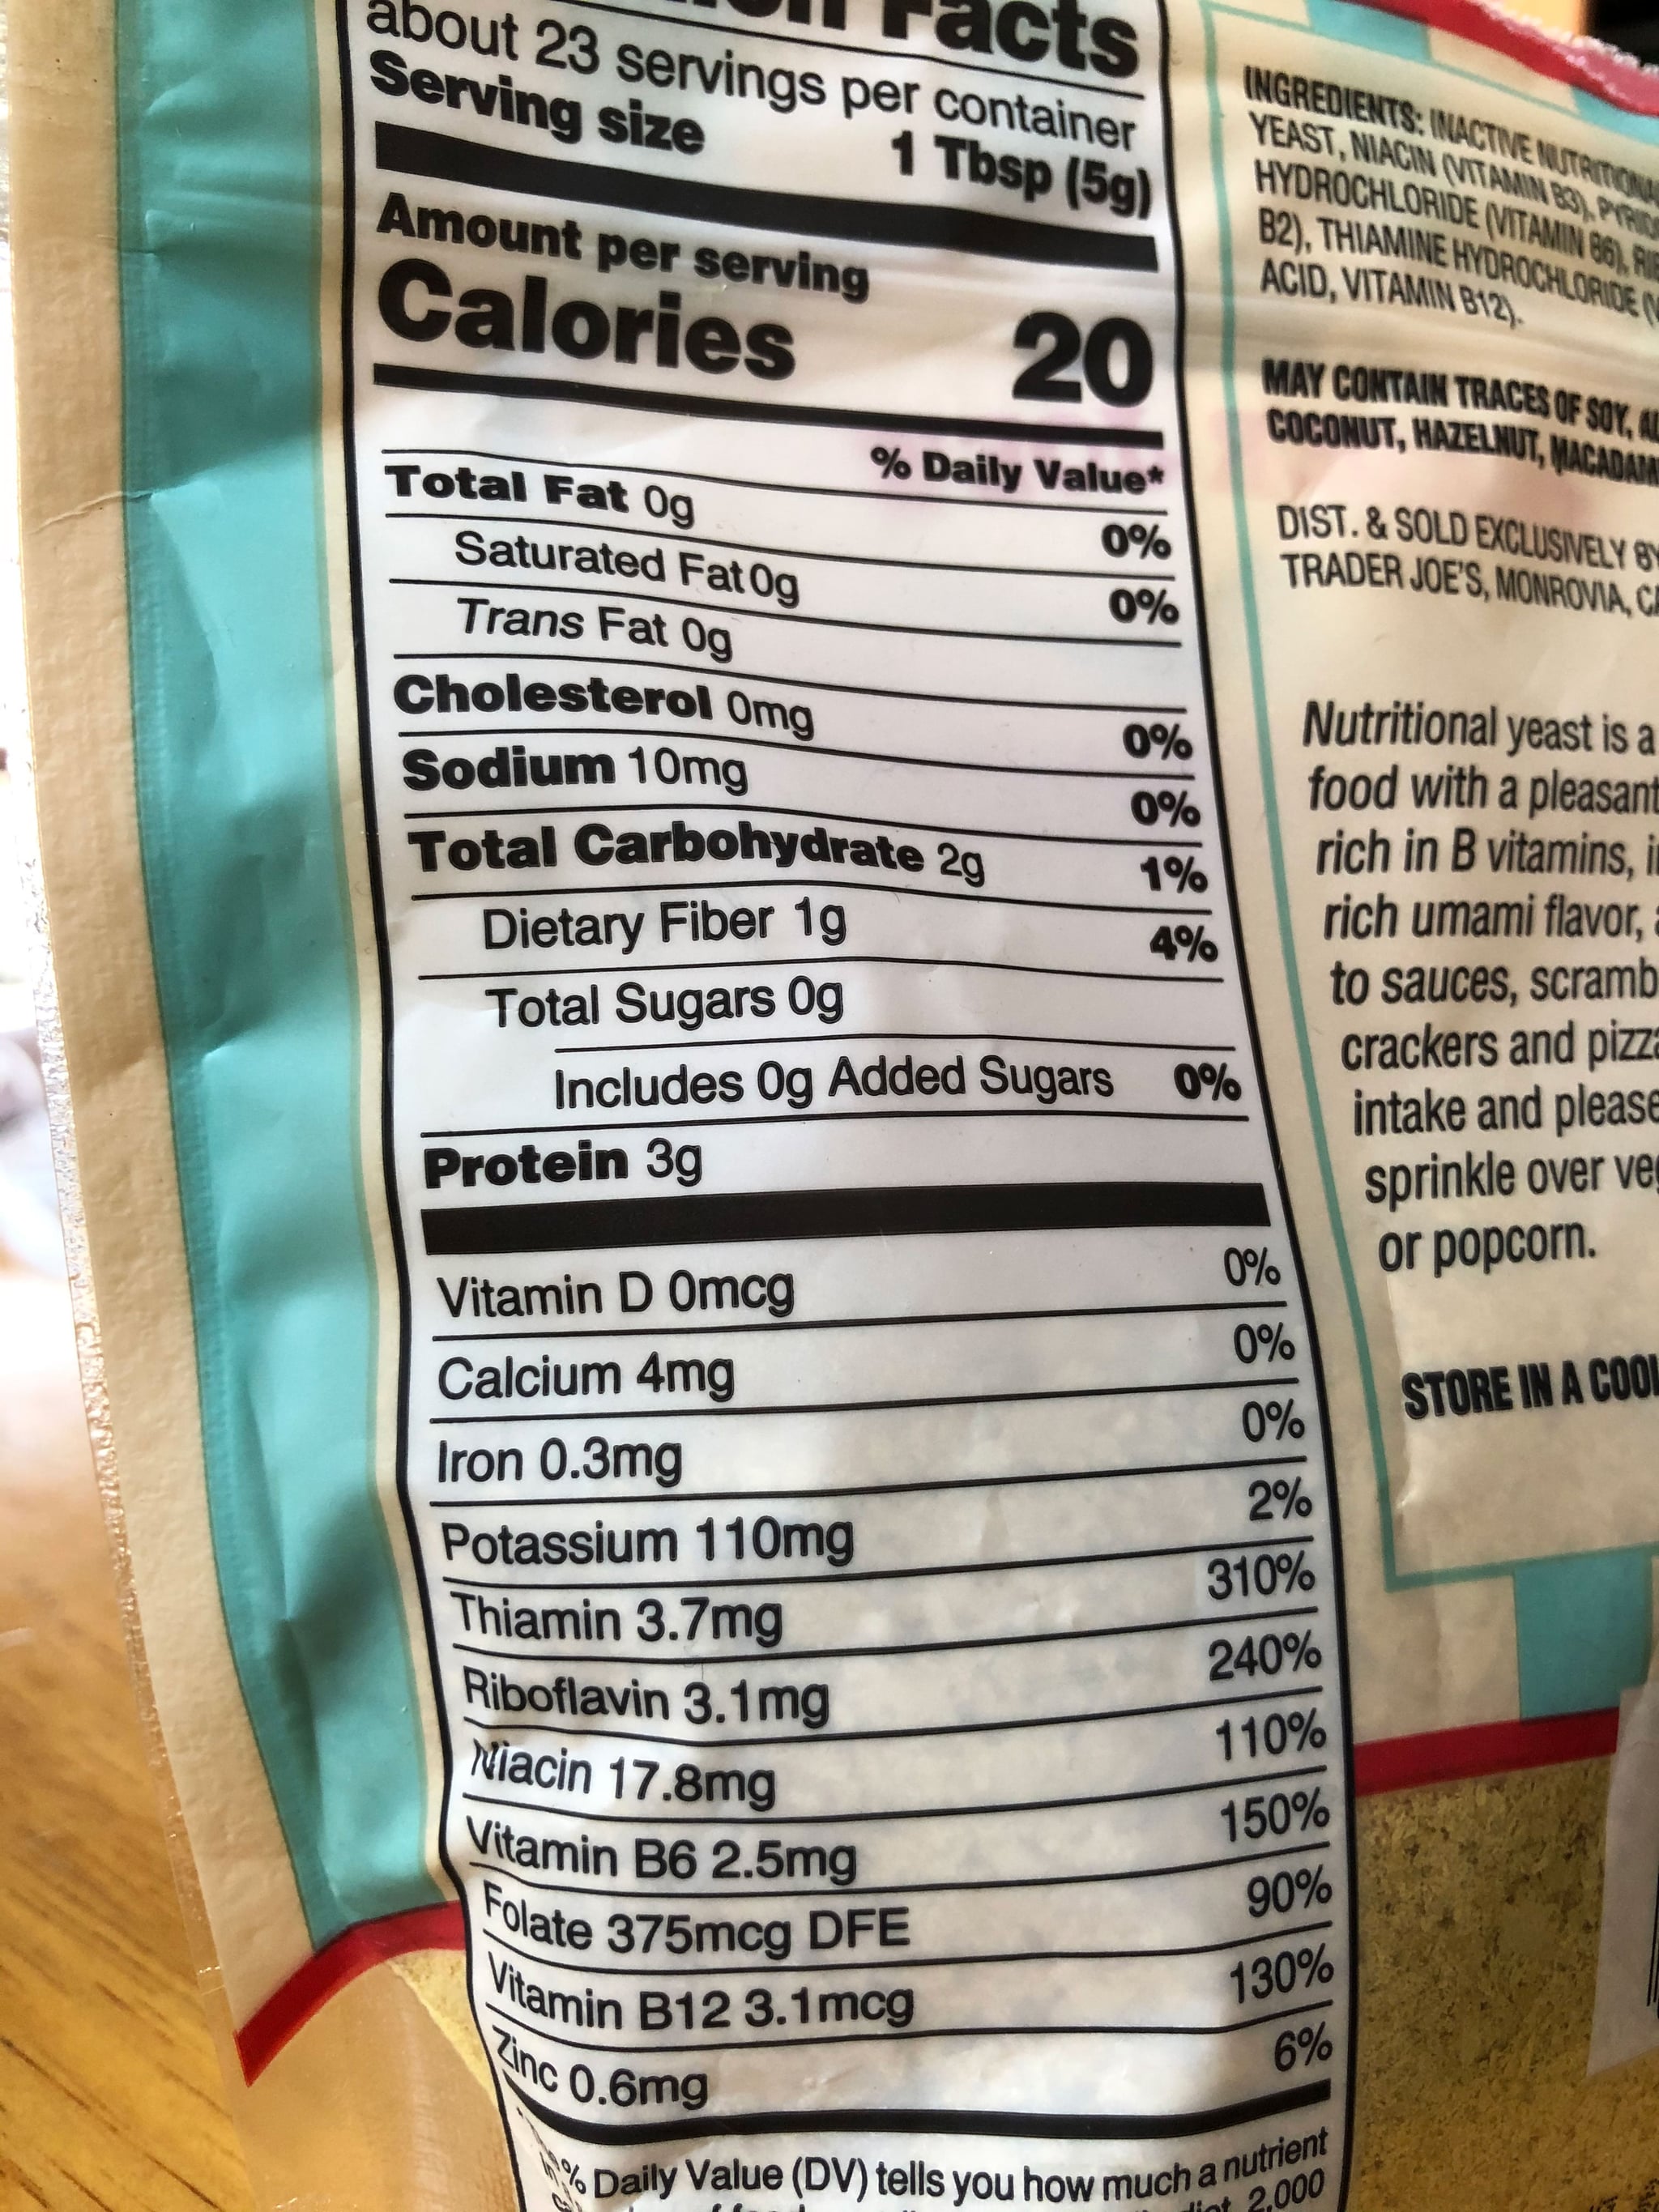 Facts
about 23 servings per container
Serving size 1 Tbsp (5g)
Amount per serving
Calories 20
% Daily Value*
Total Fat 0g 0%
Saturated Fat 0g 0%
Trans Fat 0g
Cholesterol 0mg 0%
Sodium 10mg 0%
Total Carbohydrate 2g 1%
Dietary Fiber 1g 4%
Total Sugars 0g
Includes 0g Added Sugars 0%
Protein 3g
Vitamin D 0mcg 0%
Calcium 4mg 0%
Iron 0.3mg 0%
Potassium 110mg 2%
Thiamin 3.7mg 310%
Riboflavin 3.1mg 240%
Niacin 17.8mg 110%
Vitamin B6 2.5mg 150%
Folate 375mcg DFE 90%
Vitamin B12 3.1mcg 130%
Zinc 0.6mg 6%
% Daily Value (DV) tells you how much a nutrient
2,000
INGREDIENTS: INACTIVE
YEAST, NIACIN (VITAMIN B3),
HYDROCHLORIDE (VITAMIN B6),
B2), THIAMINE HYDROCHLORIDE
ACID, VITAMIN B12).
MAY CONTAIN TRACES OF SOY,
COCONUT, HAZELNUT,
DIST. & SOLD EXCLUSIVELY BY
TRADER JOE'S, MONROVIA,
Nutritional yeast is a
food with a pleasant
rich in B vitamins,
rich umami flavor,
to sauces,
crackers and
intake and
sprinkle over
or popcorn.
STORE IN A